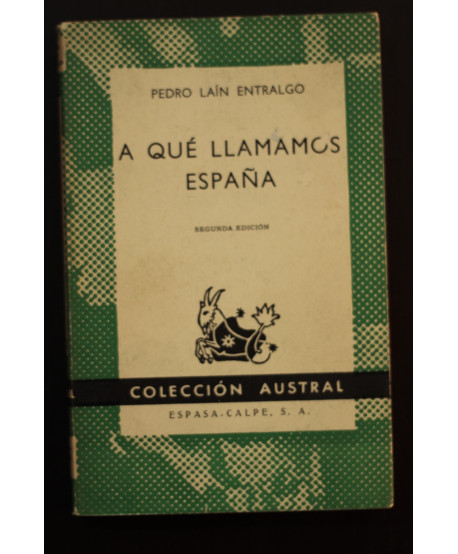 PEDRO LAÍN ENTRALGO
A QUÉ LLAMAMOS
ESPAÑA
SEGUNDA EDICIÓN
COLECCIÓN AUSTRAL
ESPASA-CALPE, S. A.